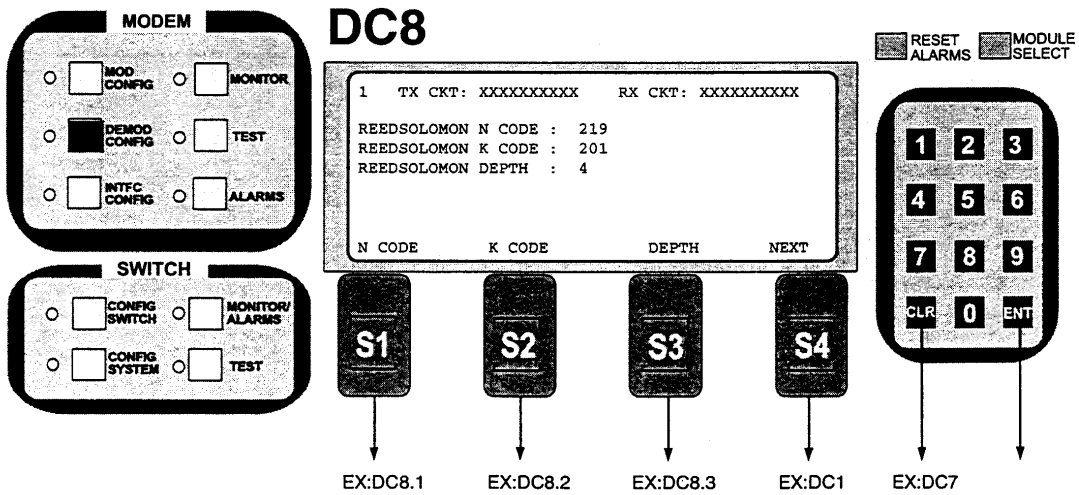 MODEM
MOD CONFIG
MONITOR
DEMOD CONFIG
TEST
INTFC CONFIG
ALARMS
SWITCH
CONFIG SWITCH
MONITOR/ ALARMS
CONFIG SYSTEM
TEST
DC8
1 TX CKT: XXXXXXXXXX RX CKT: XXXXXXXXXX
REEDSOLOMON N CODE : 219
REEDSOLOMON K CODE : 201
REEDSOLOMON DEPTH : 4
N CODE K CODE DEPTH NEXT
S1 S2 S3 S4
EX:DC8.1 EX:DC8.2 EX:DC8.3 EX:DC1 EX:DC7
RESET ALARMS
MODULE SELECT
1 2 3
4 5 6
7 8 9
CLR 0 ENT